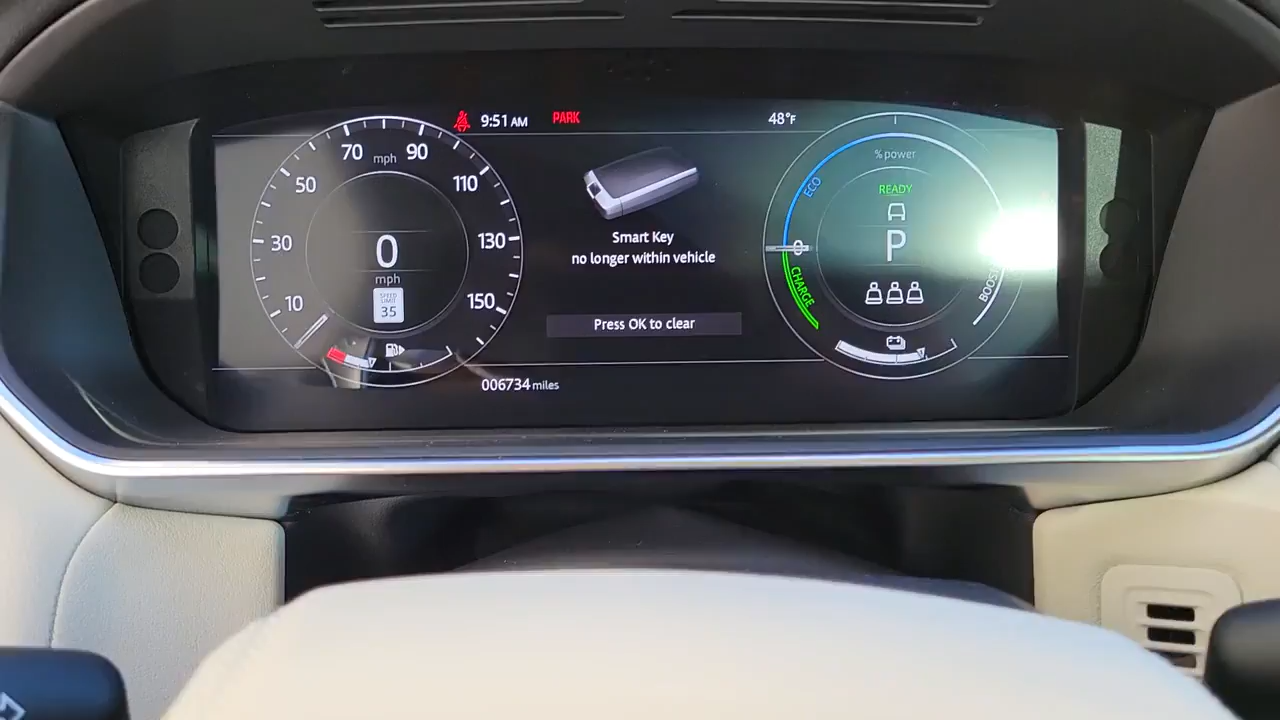 9:51 AM
PARK
48°F
70 mph 90
50
110
30
130
10
150
0
mph
SPEED
LIMIT
35
Smart Key
no longer within vehicle
Press OK to clear
006734 miles
% power
ECO
READY
0
P
CHARGE
BOOST